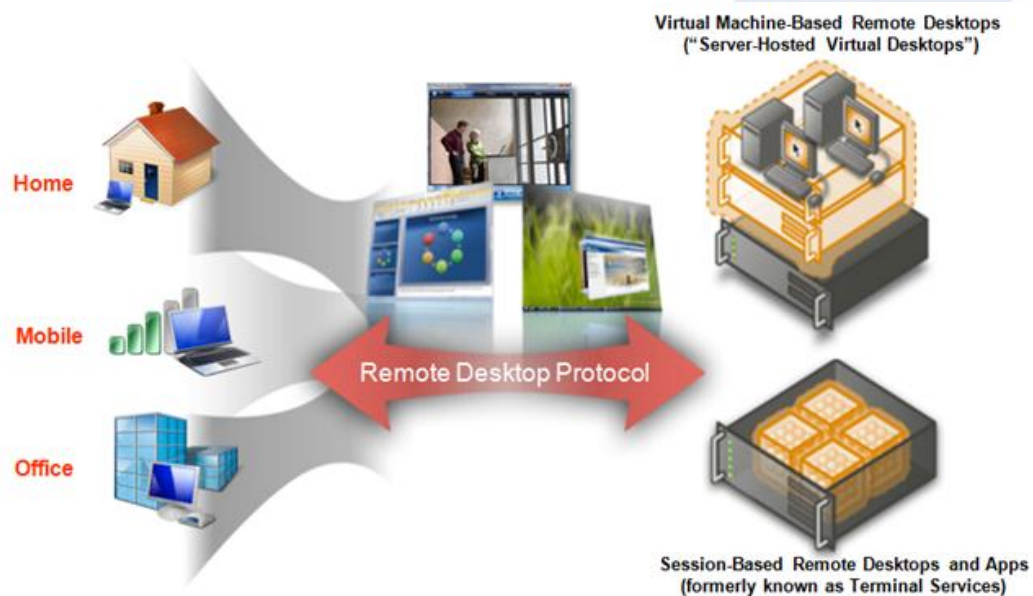 Virtual Machine-Based Remote Desktops
("Server-Hosted Virtual Desktops")
Home
Mobile
Office
Remote Desktop Protocol
Session-Based Remote Desktops and Apps
(formerly known as Terminal Services)